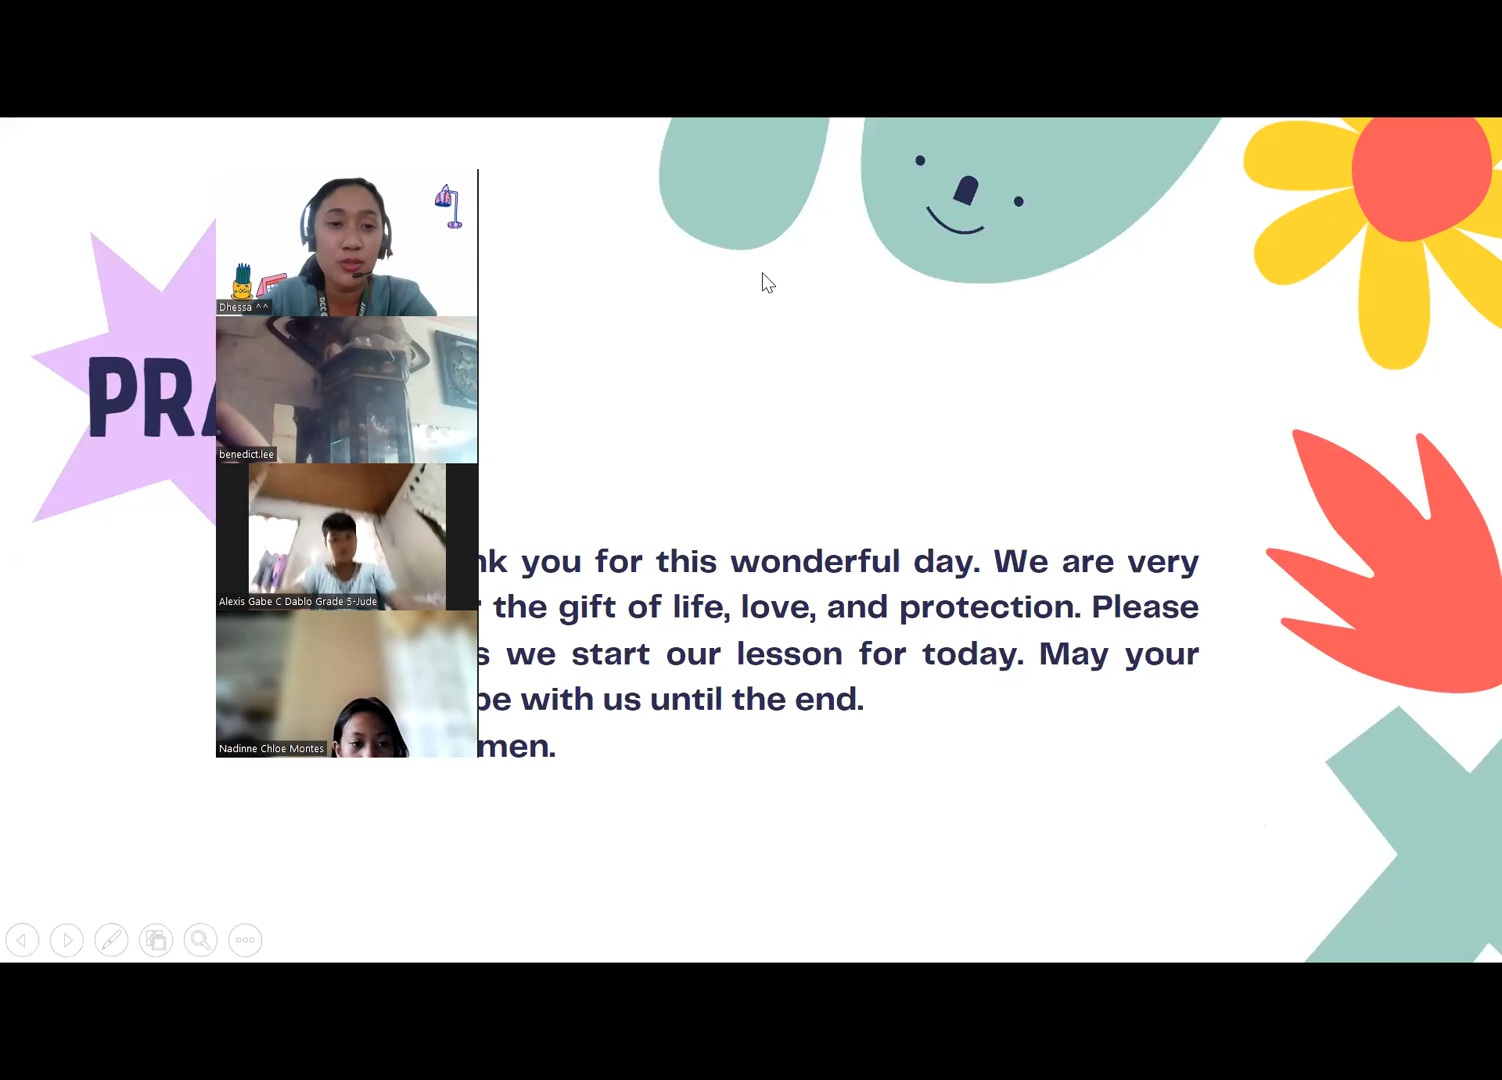 PRA
Dhessa ^^
benedict.lee
Alexis Gabe C Dablo Grade 5-Jude
Nadinne Chloe Montes
nk you for this wonderful day. We are very
the gift of life, love, and protection. Please
s we start our lesson for today. May your
be with us until the end.
men.